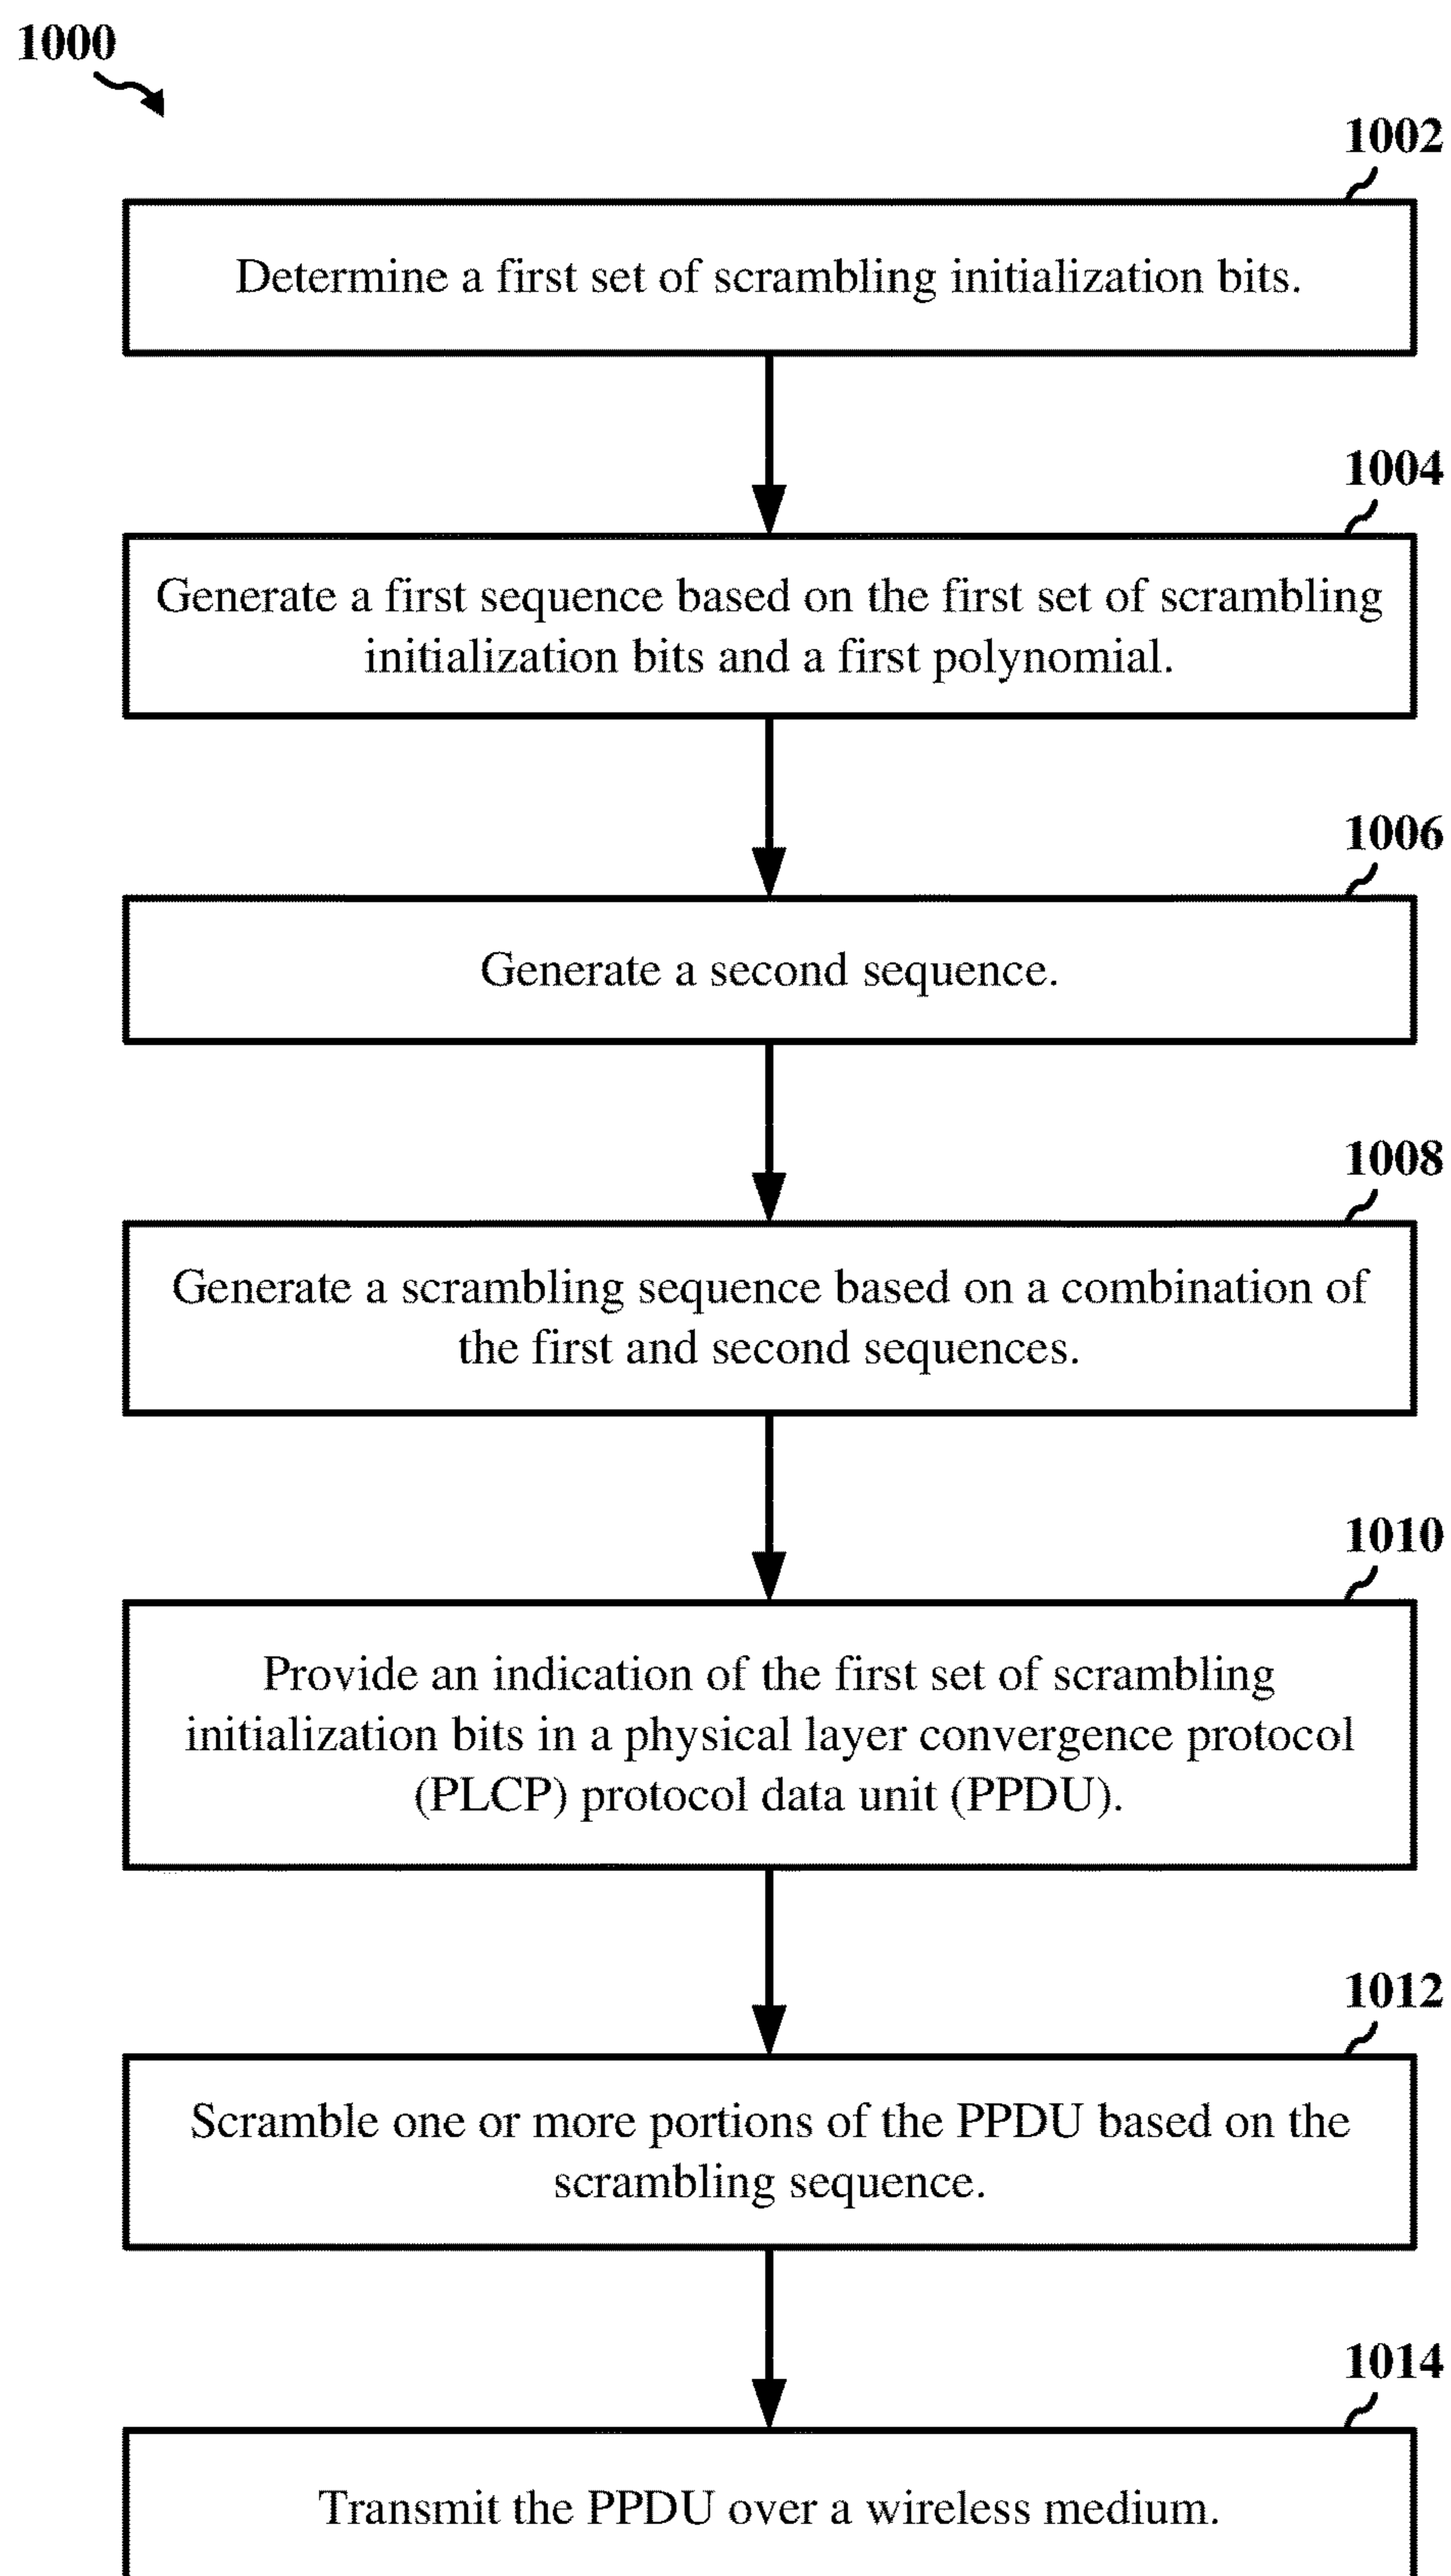 1000
1002
Determine a first set of scrambling initialization bits.
1004
Generate a first sequence based on the first set of scrambling
initialization bits and a first polynomial.
1006
Generate a second sequence.
1008
Generate a scrambling sequence based on a combination of
the first and second sequences.
1010
Provide an indication of the first set of scrambling
initialization bits in a physical layer convergence protocol
(PLCP) protocol data unit (PPDU).
1012
Scramble one or more portions of the PPDU based on the
scrambling sequence.
1014
Transmit the PPDU over a wireless medium.